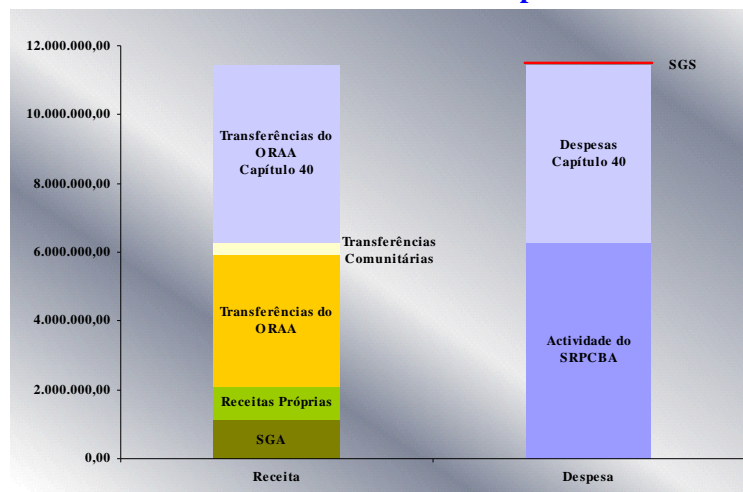 12.000.000,00
10.000.000,00
8.000.000,00
6.000.000,00
4.000.000,00
2.000.000,00
0,00
Transferências do
ORAA
Capítulo 40
Transferências
Comunitárias
Transferências do
ORAA
Receitas Próprias
SGA
SGS
Despesas
Capítulo 40
Actividade do
SRPCBA
Receita
Despesa